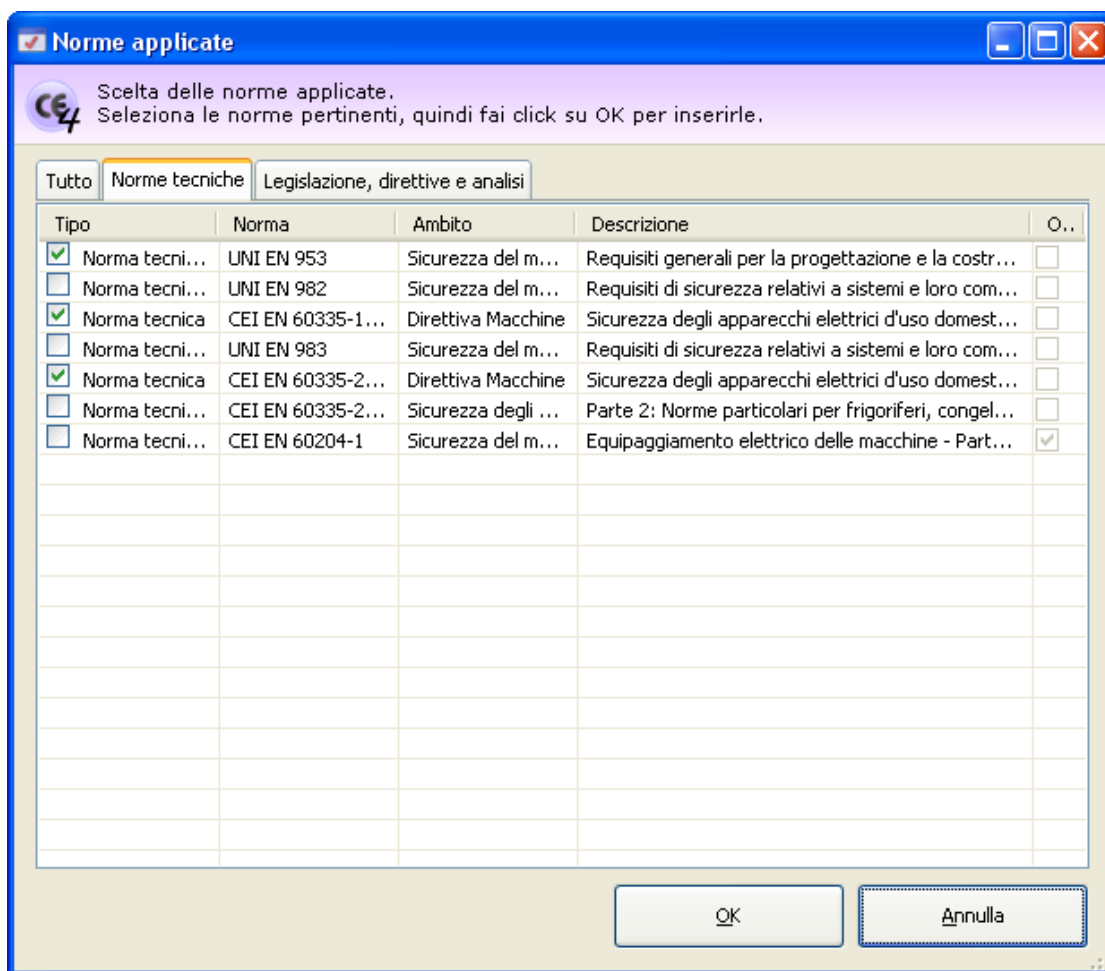 Norme applicate
CE4
Scelta delle norme applicate.
Seleziona le norme pertinenti, quindi fai click su OK per inserirle.
Tutto Norme tecniche Legislazione, direttive e analisi
Tipo Norma Ambito Descrizione O..
Norma tecni... UNI EN 953 Sicurezza del m... Requisiti generali per la progettazione e la costr...
Norma tecni... UNI EN 982 Sicurezza del m... Requisiti di sicurezza relativi a sistemi e loro com...
Norma tecnica CEI EN 60335-1... Direttiva Macchine Sicurezza degli apparecchi elettrici d'uso domest...
Norma tecni... UNI EN 983 Sicurezza del m... Requisiti di sicurezza relativi a sistemi e loro com...
Norma tecnica CEI EN 60335-2... Direttiva Macchine Sicurezza degli apparecchi elettrici d'uso domest...
Norma tecni... CEI EN 60335-2... Sicurezza degli ... Parte 2: Norme particolari per frigoriferi, congel...
Norma tecni... CEI EN 60204-1 Sicurezza del m... Equipaggiamento elettrico delle macchine - Part...
OK Annulla